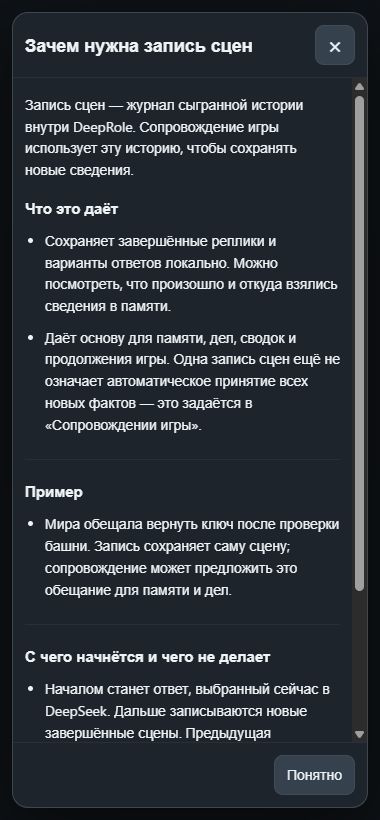 Зачем нужна запись сцен
×
Запись сцен — журнал сыгранной истории
внутри DeepRole. Сопровождение игры
использует эту историю, чтобы сохранять
новые сведения.
Что это даёт
• Сохраняет завершённые реплики и
варианты ответов локально. Можно
посмотреть, что произошло и откуда взялись
сведения в памяти.
• Даёт основу для памяти, дел, сводок и
продолжения игры. Одна запись сцен ещё не
означает автоматическое принятие всех
новых фактов — это задаётся в
«Сопровождении игры».
Пример
• Мира обещала вернуть ключ после проверки
башни. Запись сохраняет саму сцену;
сопровождение может предложить это
обещание для памяти и дел.
С чего начнётся и чего не делает
• Началом станет ответ, выбранный сейчас в
DeepSeek. Дальше записываются новые
завершённые сцены. Предыдущая
Понятно